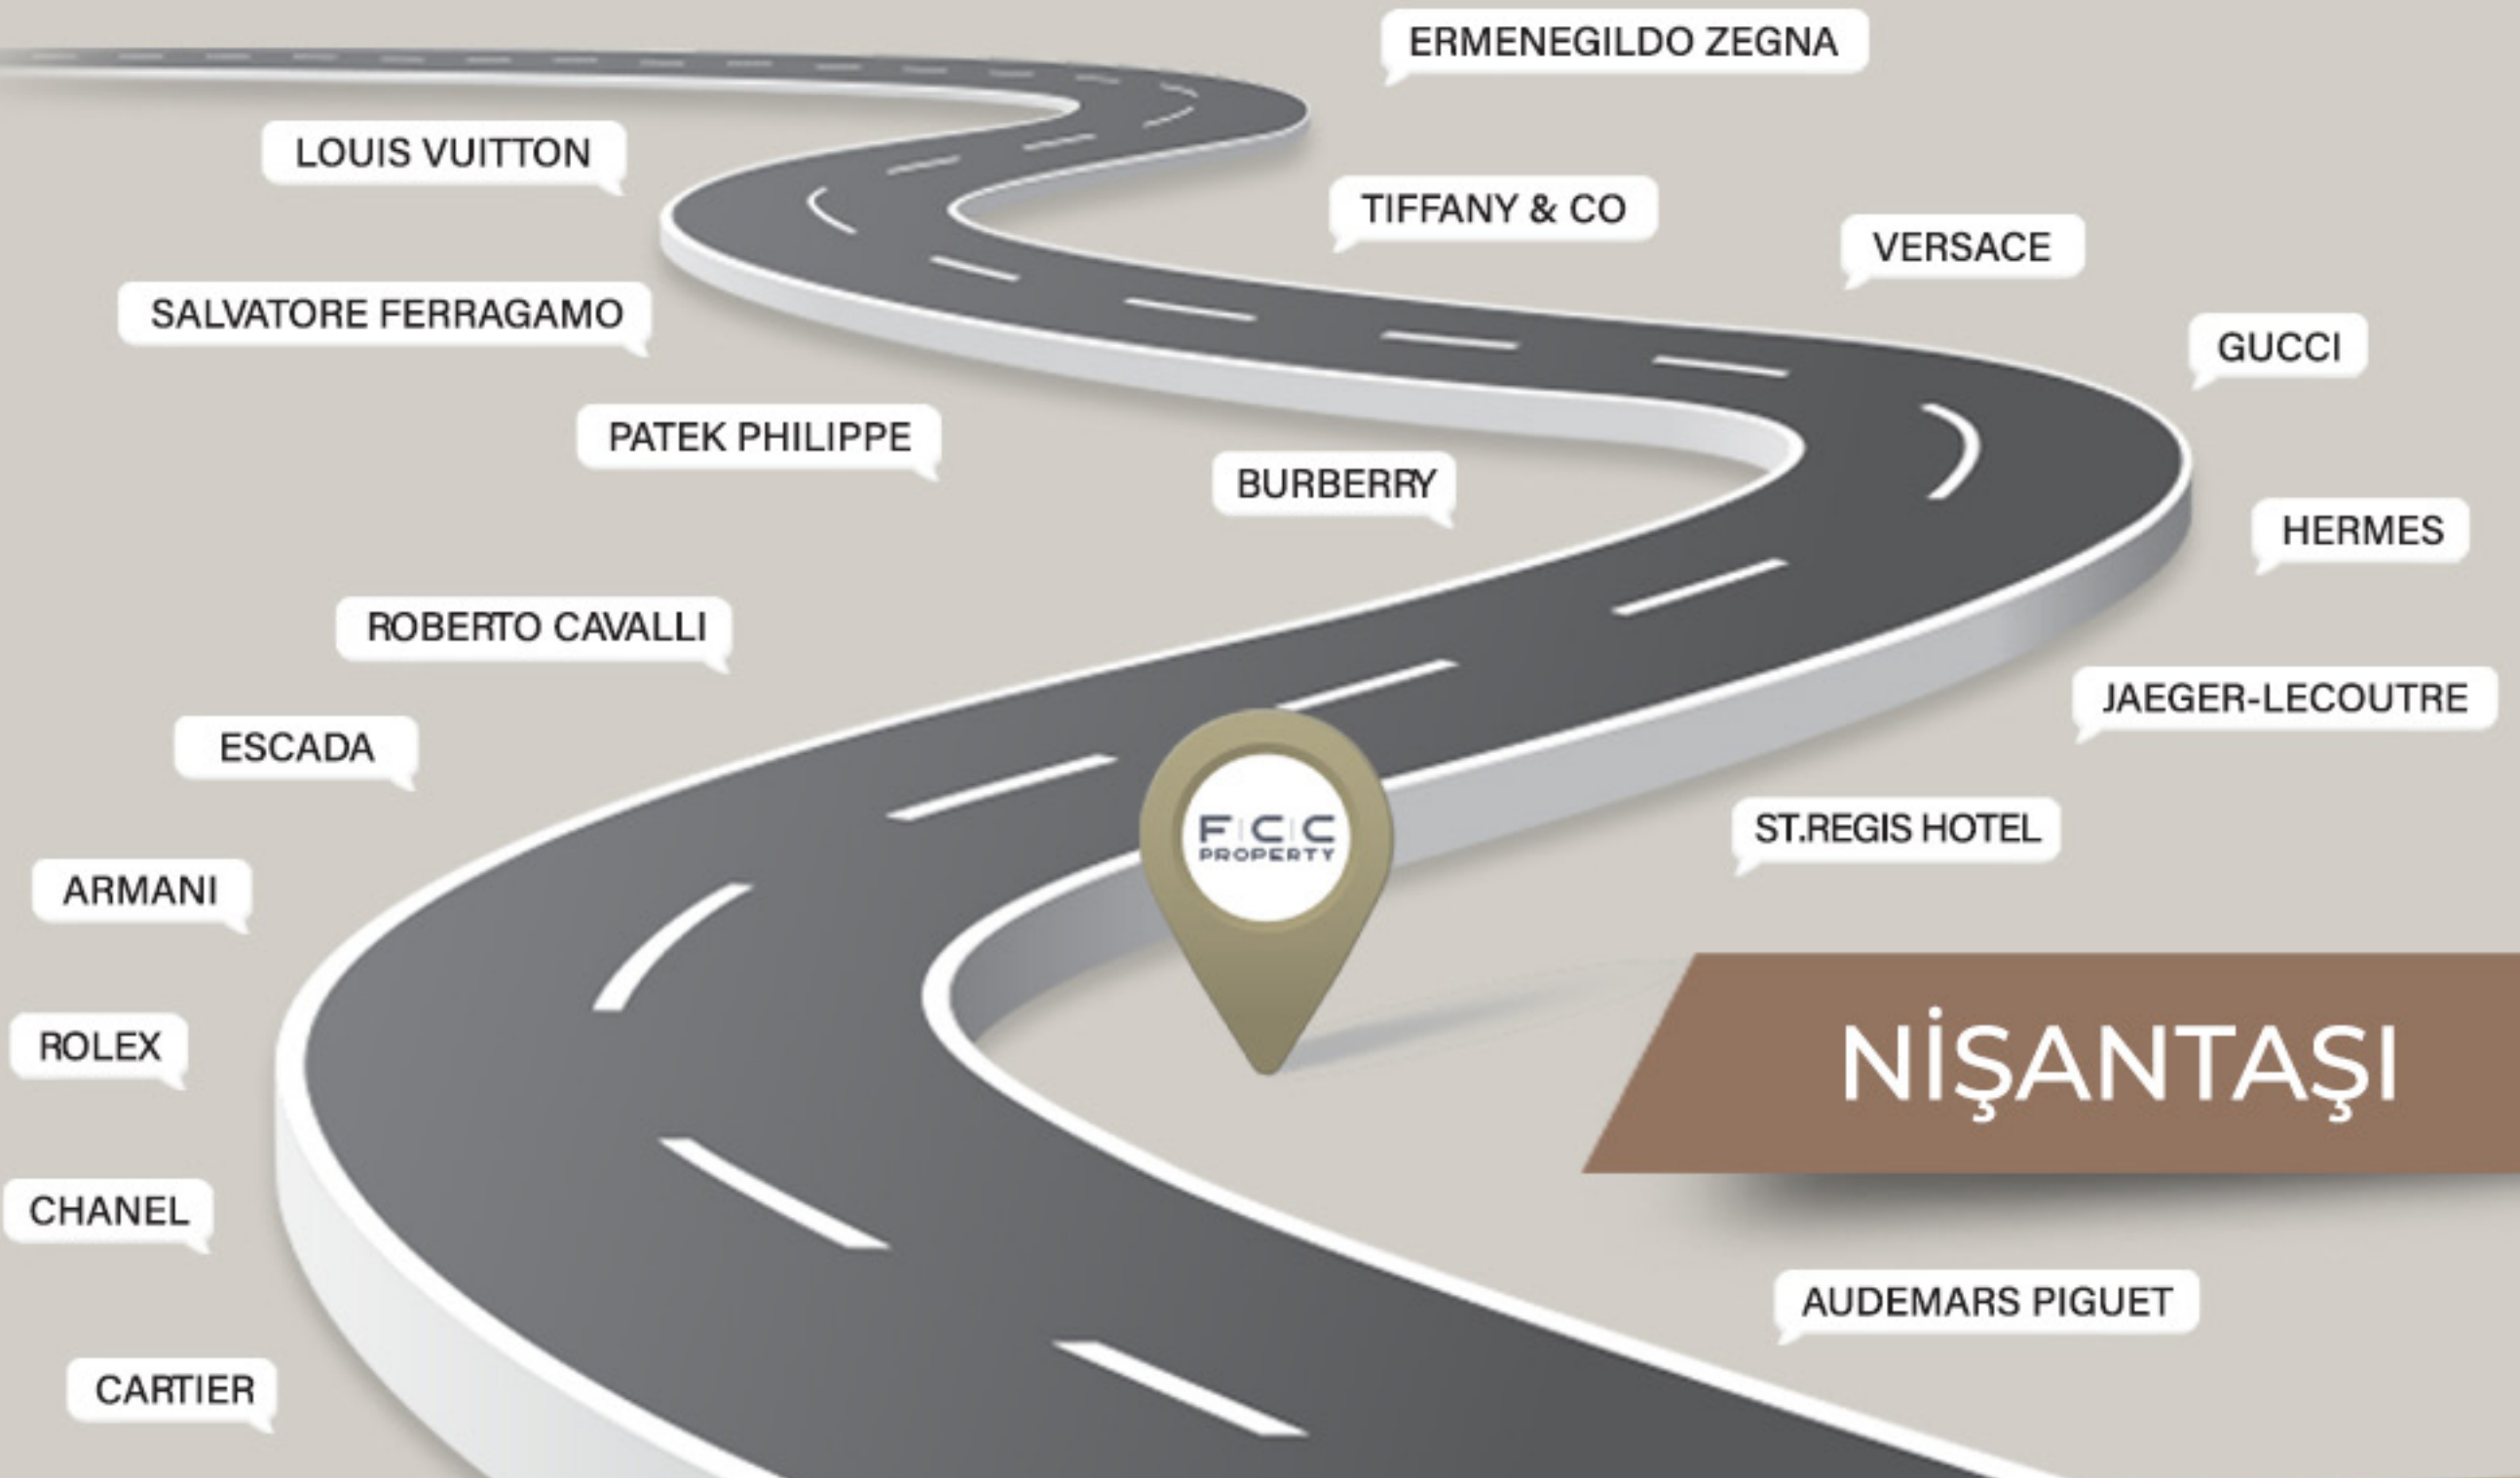 ERMENEGILDO ZEGNA
LOUIS VUITTON
TIFFANY & CO
VERSACE
SALVATORE FERRAGAMO
GUCCI
PATEK PHILIPPE
BURBERRY
HERMES
ROBERTO CAVALLI
JAEGER-LECOUTRE
ESCADA
ST.REGIS HOTEL
F|C|C
PROPERTY
ARMANI
ROLEX
NİŞANTAŞI
CHANEL
AUDEMARS PIGUET
CARTIER